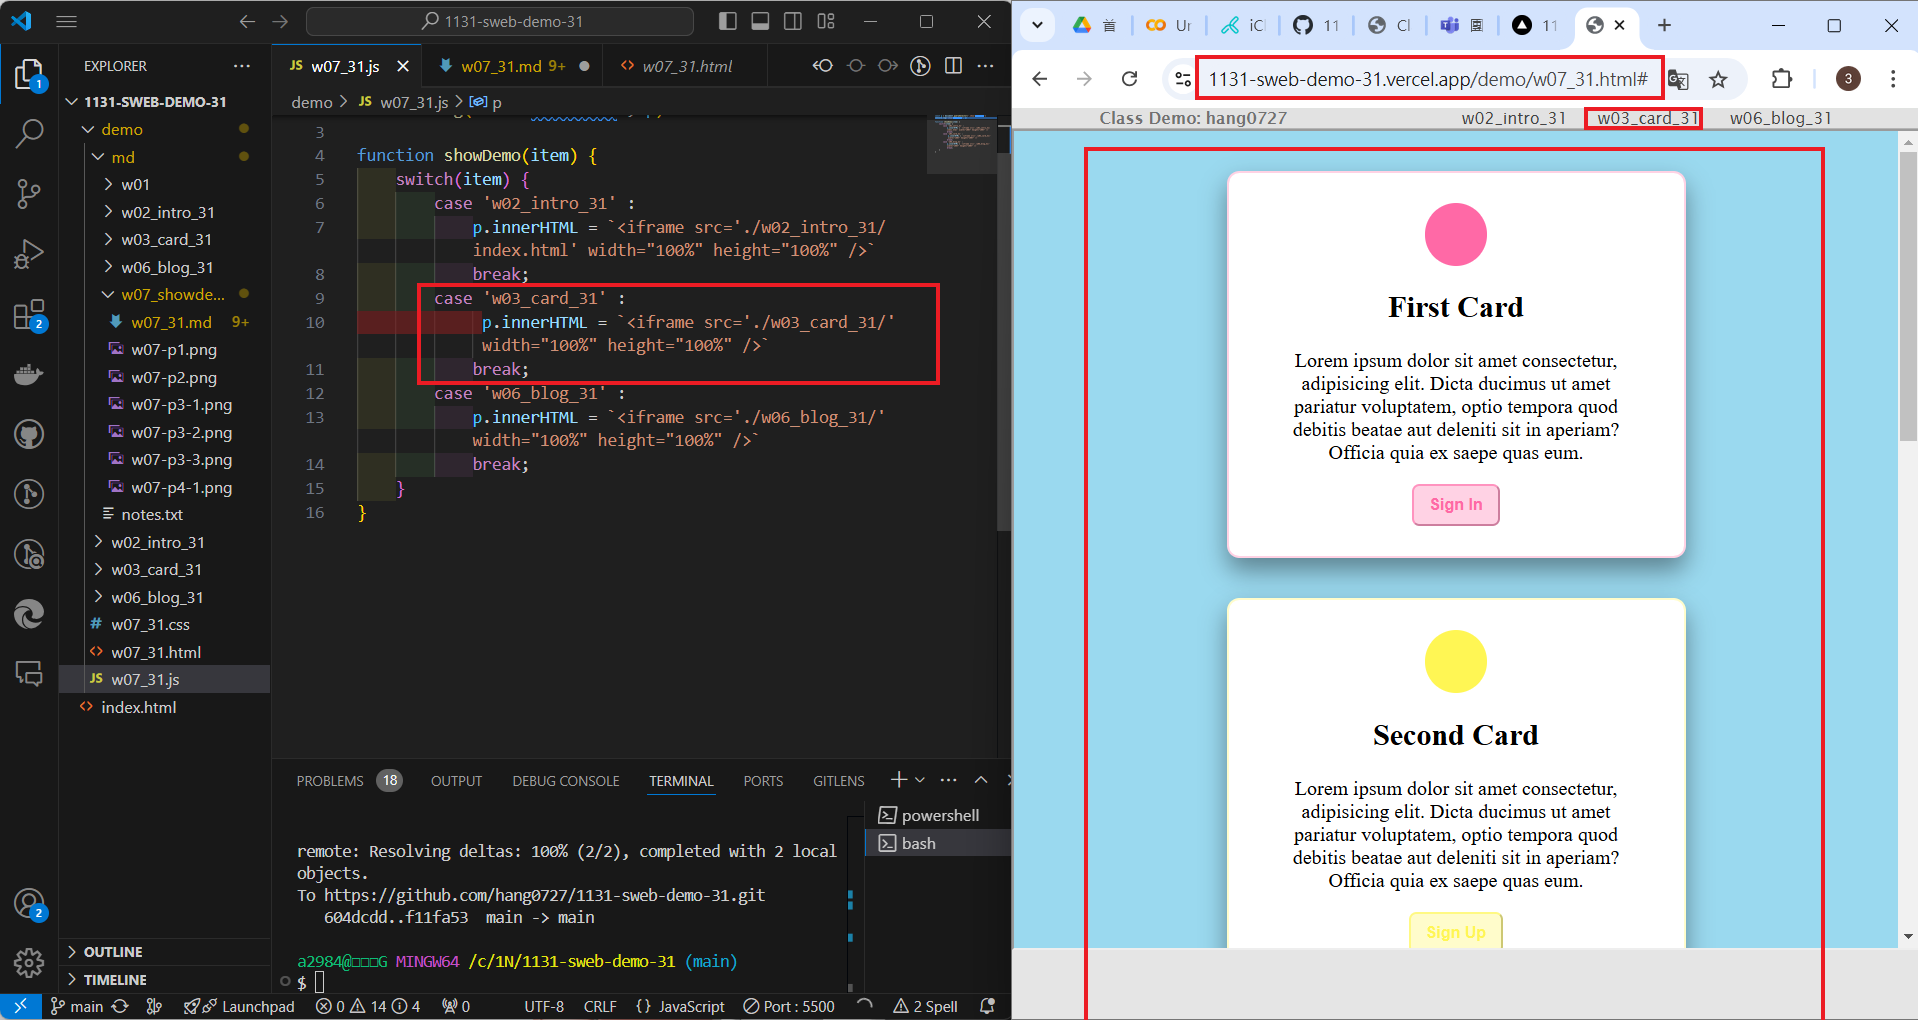 1131-sweb-demo-31
EXPLORER
1131-SWEB-DEMO-31
demo
md
w01
w02_intro_31
w03_card_31
w06_blog_31
w07_showde...
w07_31.md 9+
w07-p1.png
w07-p2.png
w07-p3-1.png
w07-p3-2.png
w07-p3-3.png
w07-p4-1.png
notes.txt
w02_intro_31
w03_card_31
w06_blog_31
# w07_31.css
<> w07_31.html
JS w07_31.js
<> index.html
OUTLINE
TIMELINE
1
2
2
JS w07_31.js
w07_31.md 9+
<> w07_31.html
demo > JS w07_31.js > p
3
4 function showDemo(item) {
5 switch(item) {
6 case 'w02_intro_31' :
7 p.innerHTML = `<iframe src='./w02_intro_31/
index.html' width="100%" height="100%" />`
8 break;
9 case 'w03_card_31' :
10 p.innerHTML = `<iframe src='./w03_card_31/'
width="100%" height="100%" />`
11 break;
12 case 'w06_blog_31' :
13 p.innerHTML = `<iframe src='./w06_blog_31/'
width="100%" height="100%" />`
14 break;
15 }
16 }
PROBLEMS 18 OUTPUT DEBUG CONSOLE TERMINAL PORTS GITLENS
remote: Resolving deltas: 100% (2/2), completed with 2 local
objects.
To https://github.com/hang0727/1131-sweb-demo-31.git
604dcdd..f11fa53 main -> main
a2984@□□□G MINGW64 /c/1N/1131-sweb-demo-31 (main)
$
powershell
bash
main Launchpad 0 14 4 0 UTF-8 CRLF {} JavaScript Port : 5500 2 Spell
首 Ur iCl 11 Cl 11
1131-sweb-demo-31.vercel.app/demo/w07_31.html#
3
Class Demo: hang0727 w02_intro_31 w03_card_31 w06_blog_31
First Card
Lorem ipsum dolor sit amet consectetur,
adipisicing elit. Dicta ducimus ut amet
pariatur voluptatem, optio tempora quod
debitis beatae aut deleniti sit in aperiam?
Officia quia ex saepe quas eum.
Sign In
Second Card
Lorem ipsum dolor sit amet consectetur,
adipisicing elit. Dicta ducimus ut amet
pariatur voluptatem, optio tempora quod
debitis beatae aut deleniti sit in aperiam?
Officia quia ex saepe quas eum.
Sign Up